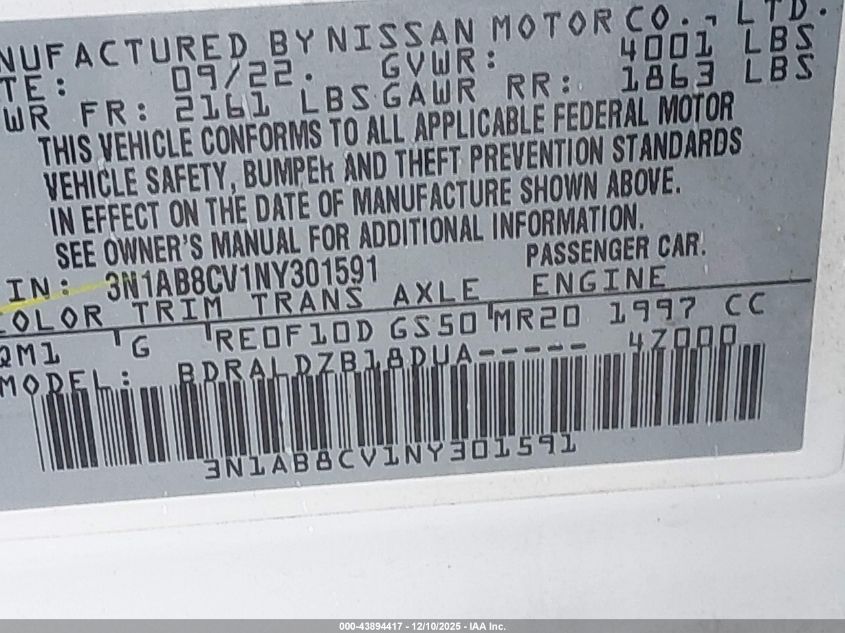 NUFACTURED BY NISSAN MOTOR CO., LTD.
TE: 09/22. GVWR: 4001 LBS
WR FR: 2161 LBS GAWR RR: 1863 LBS
THIS VEHICLE CONFORMS TO ALL APPLICABLE FEDERAL MOTOR
VEHICLE SAFETY, BUMPER AND THEFT PREVENTION STANDARDS
IN EFFECT ON THE DATE OF MANUFACTURE SHOWN ABOVE.
SEE OWNER'S MANUAL FOR ADDITIONAL INFORMATION.
IN: 3N1AB8CV1NY301591 PASSENGER CAR.
COLOR TRIM TRANS AXLE ENGINE
QM1 G RE0F10D GS50 MR20 1997 CC
MODEL: BDRALDZB18DUA----- 4Z000
3N1AB8CV1NY301591
000-43894417 - 12/10/2025 - IAA Inc.